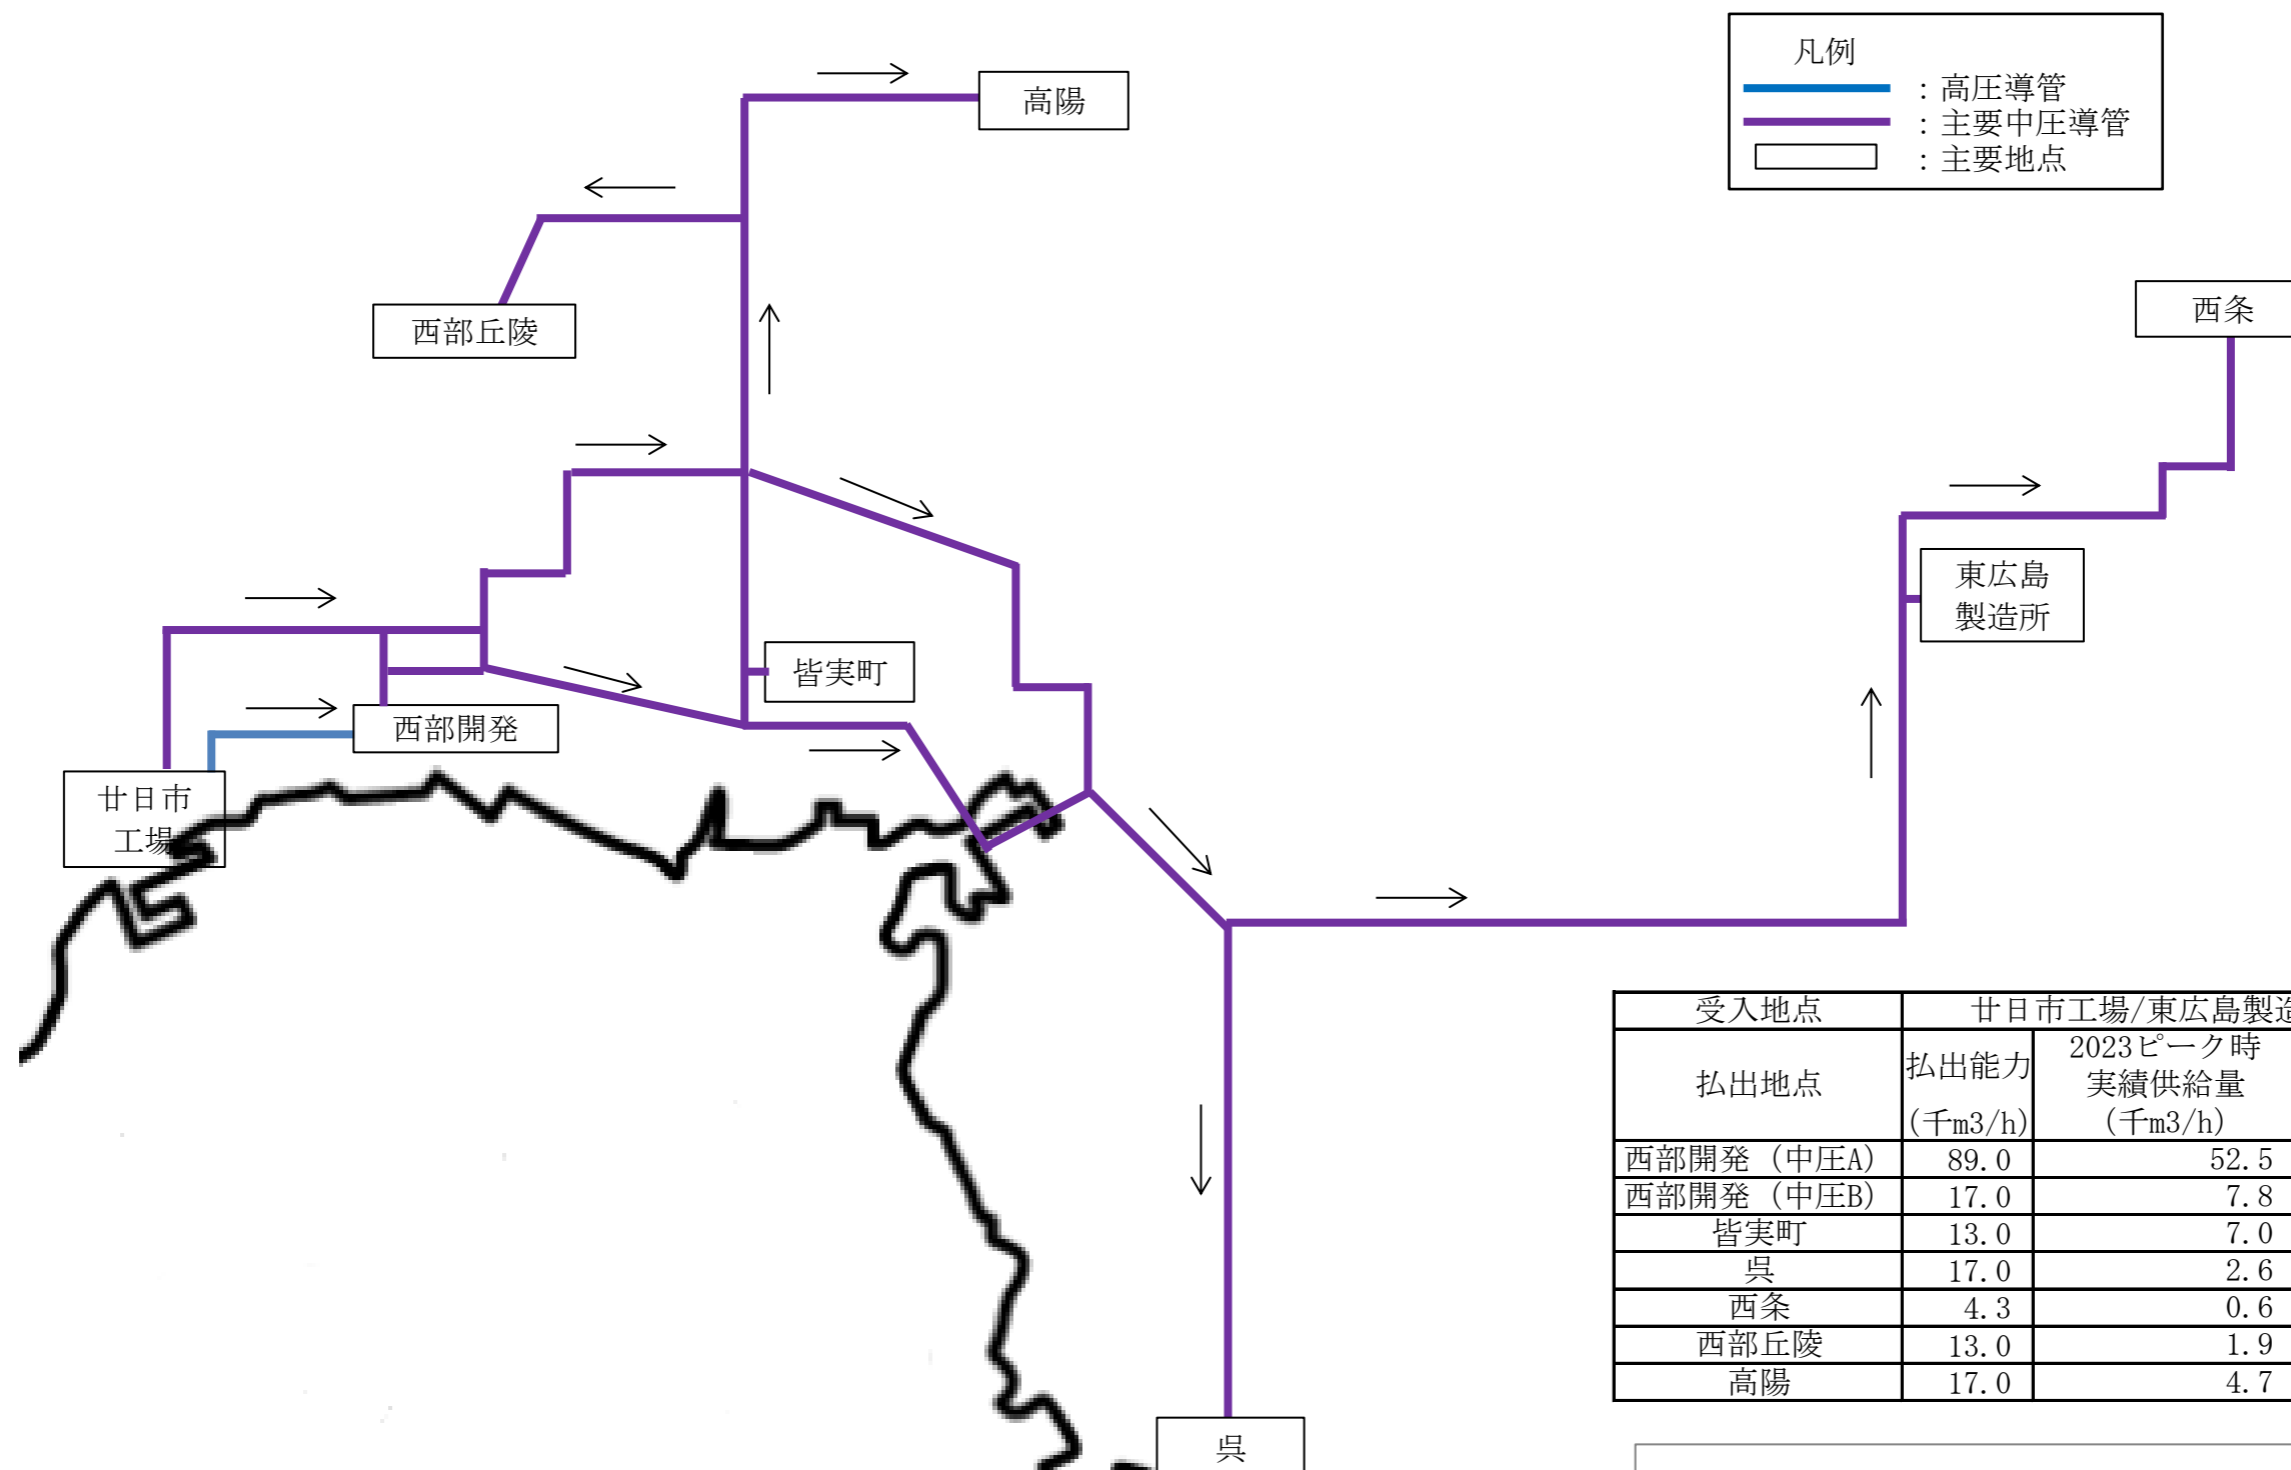 凡例
：高圧導管
：主要中圧導管
：主要地点
高陽
西部丘陵
西条
東広島
製造所
皆実町
西部開発
廿日市
工場
呉
受入地点 廿日市工場/東広島製造
払出地点 払出能力 (千m3/h) 2023ピーク時 実績供給量 (千m3/h)
西部開発（中圧A） 89.0 52.5
西部開発（中圧B） 17.0 7.8
皆実町 13.0 7.0
呉 17.0 2.6
西条 4.3 0.6
西部丘陵 13.0 1.9
高陽 17.0 4.7